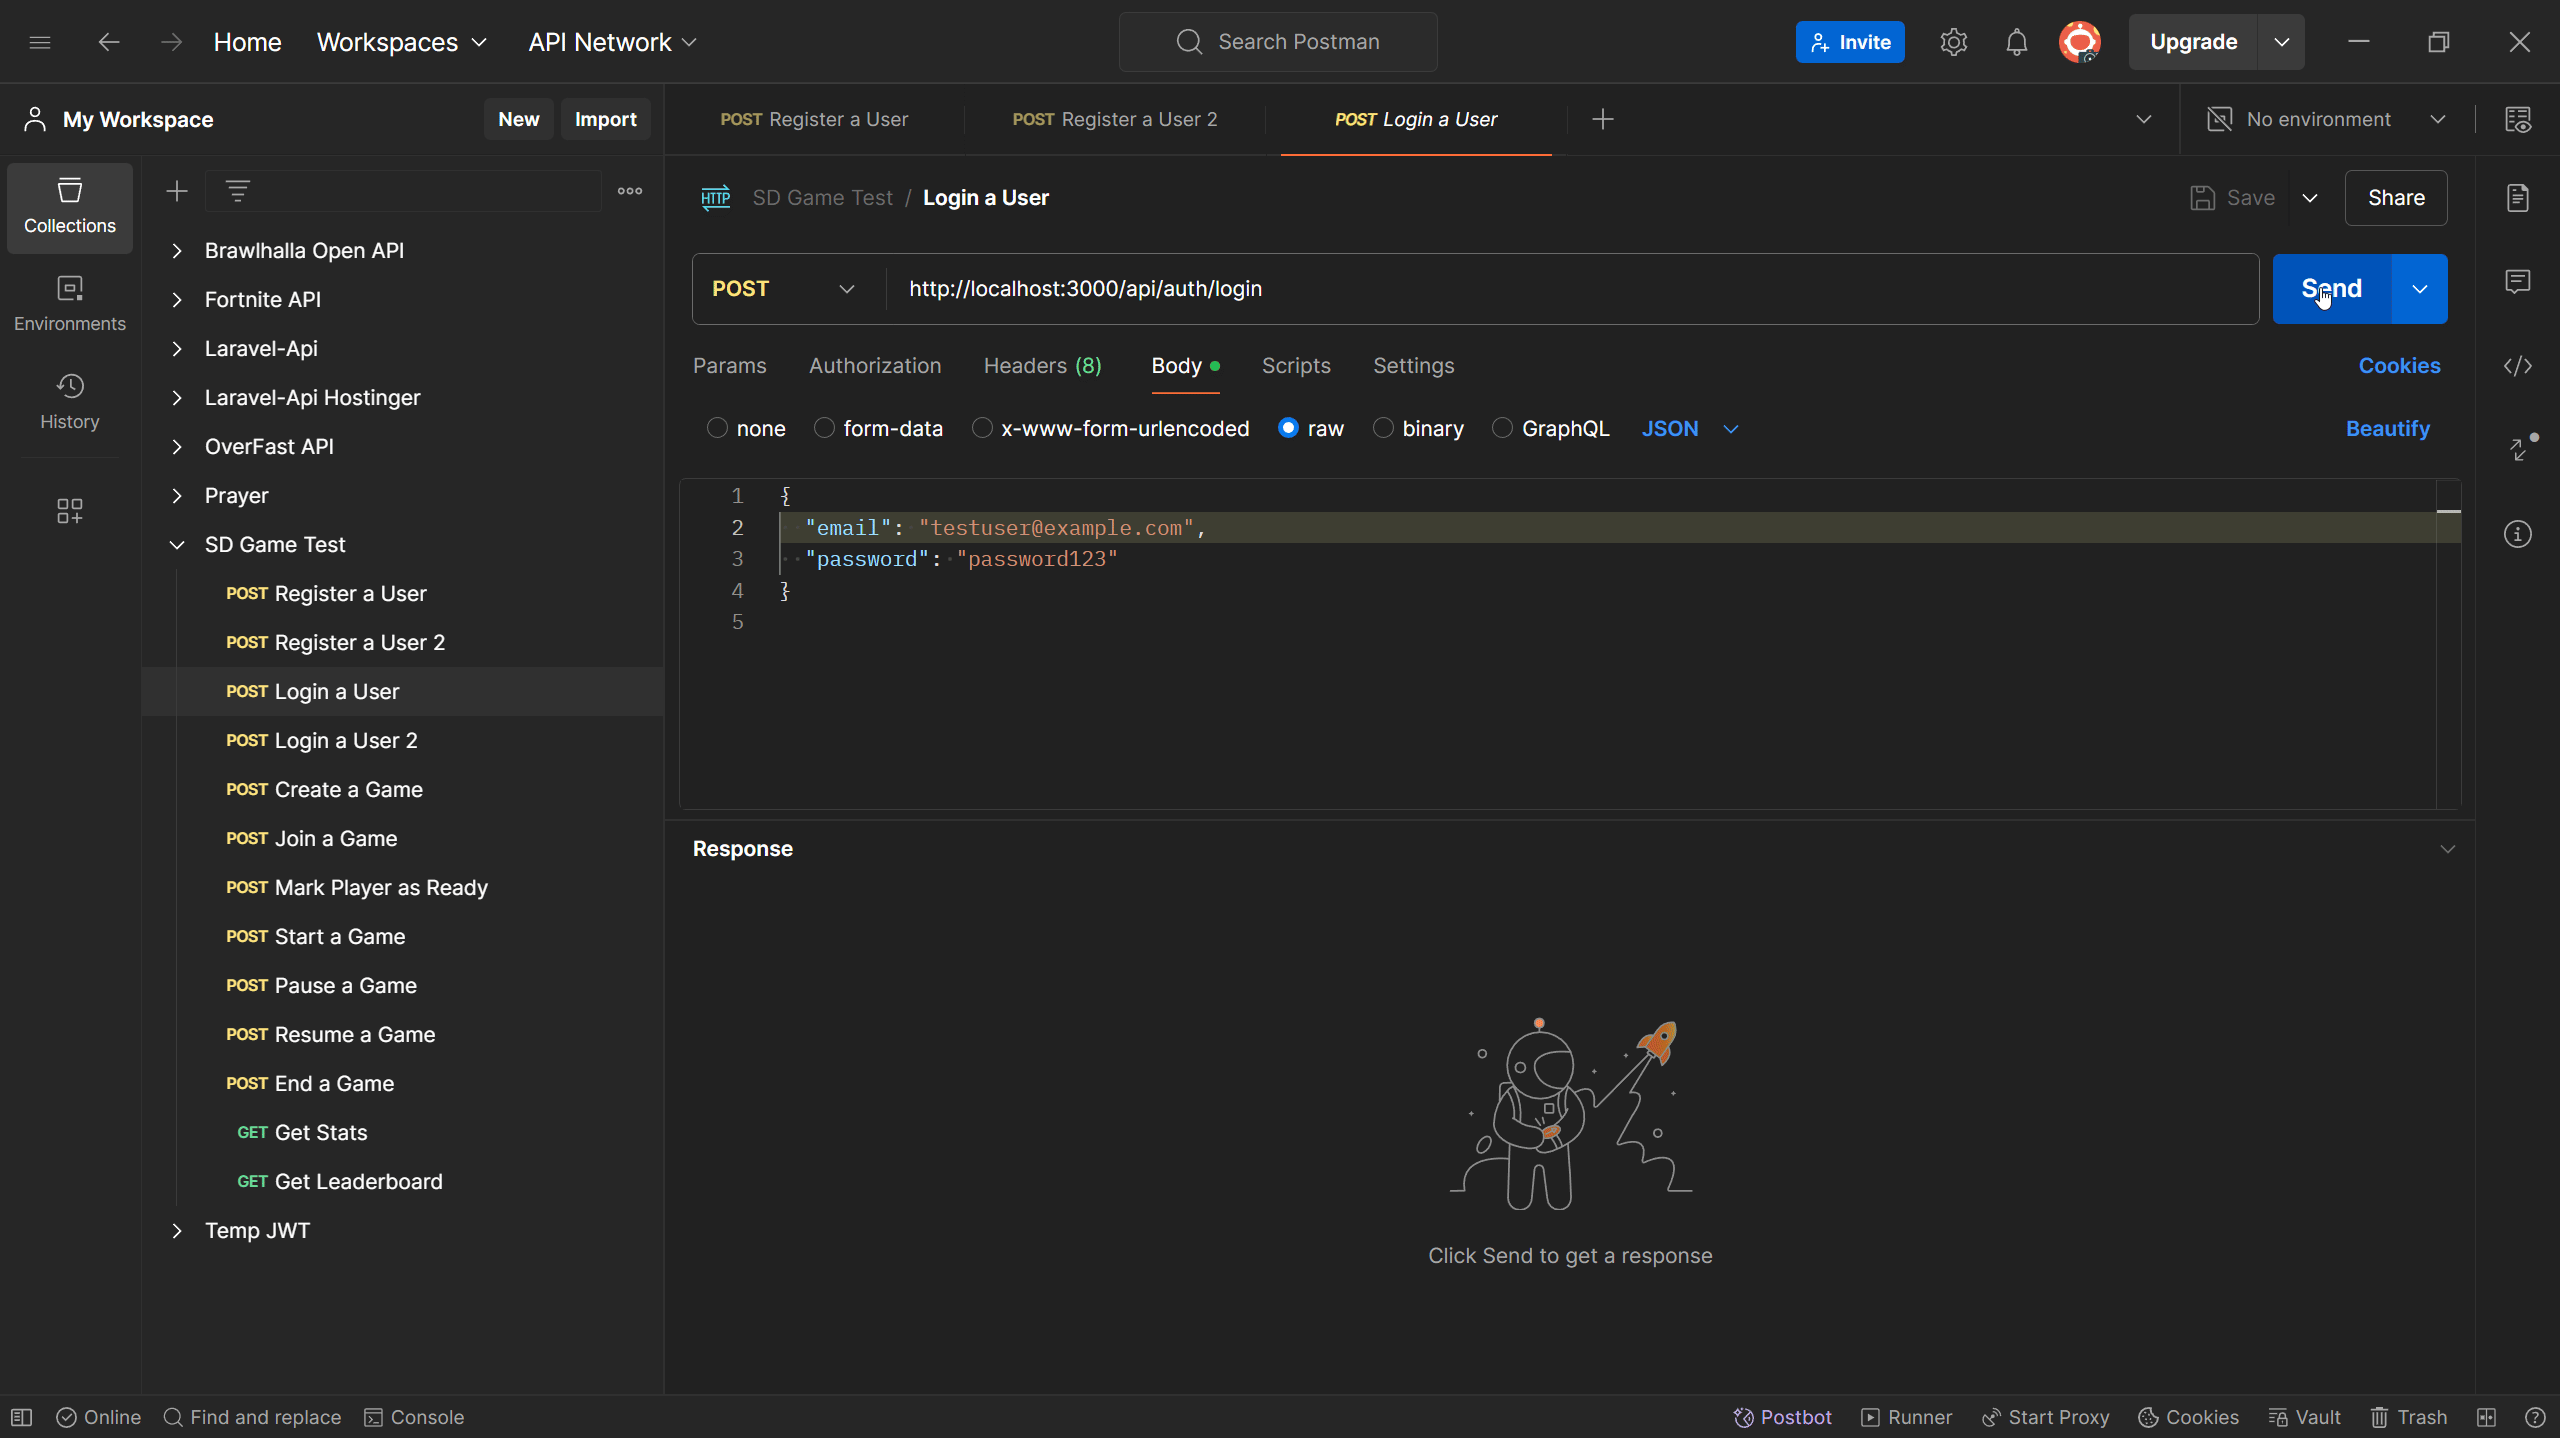 Home
Workspaces
API Network
Search Postman
Invite
Upgrade
My Workspace
New
Import
POST Register a User
POST Register a User 2
POST Login a User
No environment
Collections
Environments
History
Brawlhalla Open API
Fortnite API
Laravel-Api
Laravel-Api Hostinger
OverFast API
Prayer
SD Game Test
POST Register a User
POST Register a User 2
POST Login a User
POST Login a User 2
POST Create a Game
POST Join a Game
POST Mark Player as Ready
POST Start a Game
POST Pause a Game
POST Resume a Game
POST End a Game
GET Get Stats
GET Get Leaderboard
Temp JWT
HTTP SD Game Test / Login a User
Save
Share
POST
http://localhost:3000/api/auth/login
Send
Params
Authorization
Headers (8)
Body
Scripts
Settings
Cookies
none
form-data
x-www-form-urlencoded
raw
binary
GraphQL
JSON
Beautify
1 {
2 "email": "testuser@example.com",
3 "password": "password123"
4 }
5
Response
Click Send to get a response
Online
Find and replace
Console
Postbot
Runner
Start Proxy
Cookies
Vault
Trash